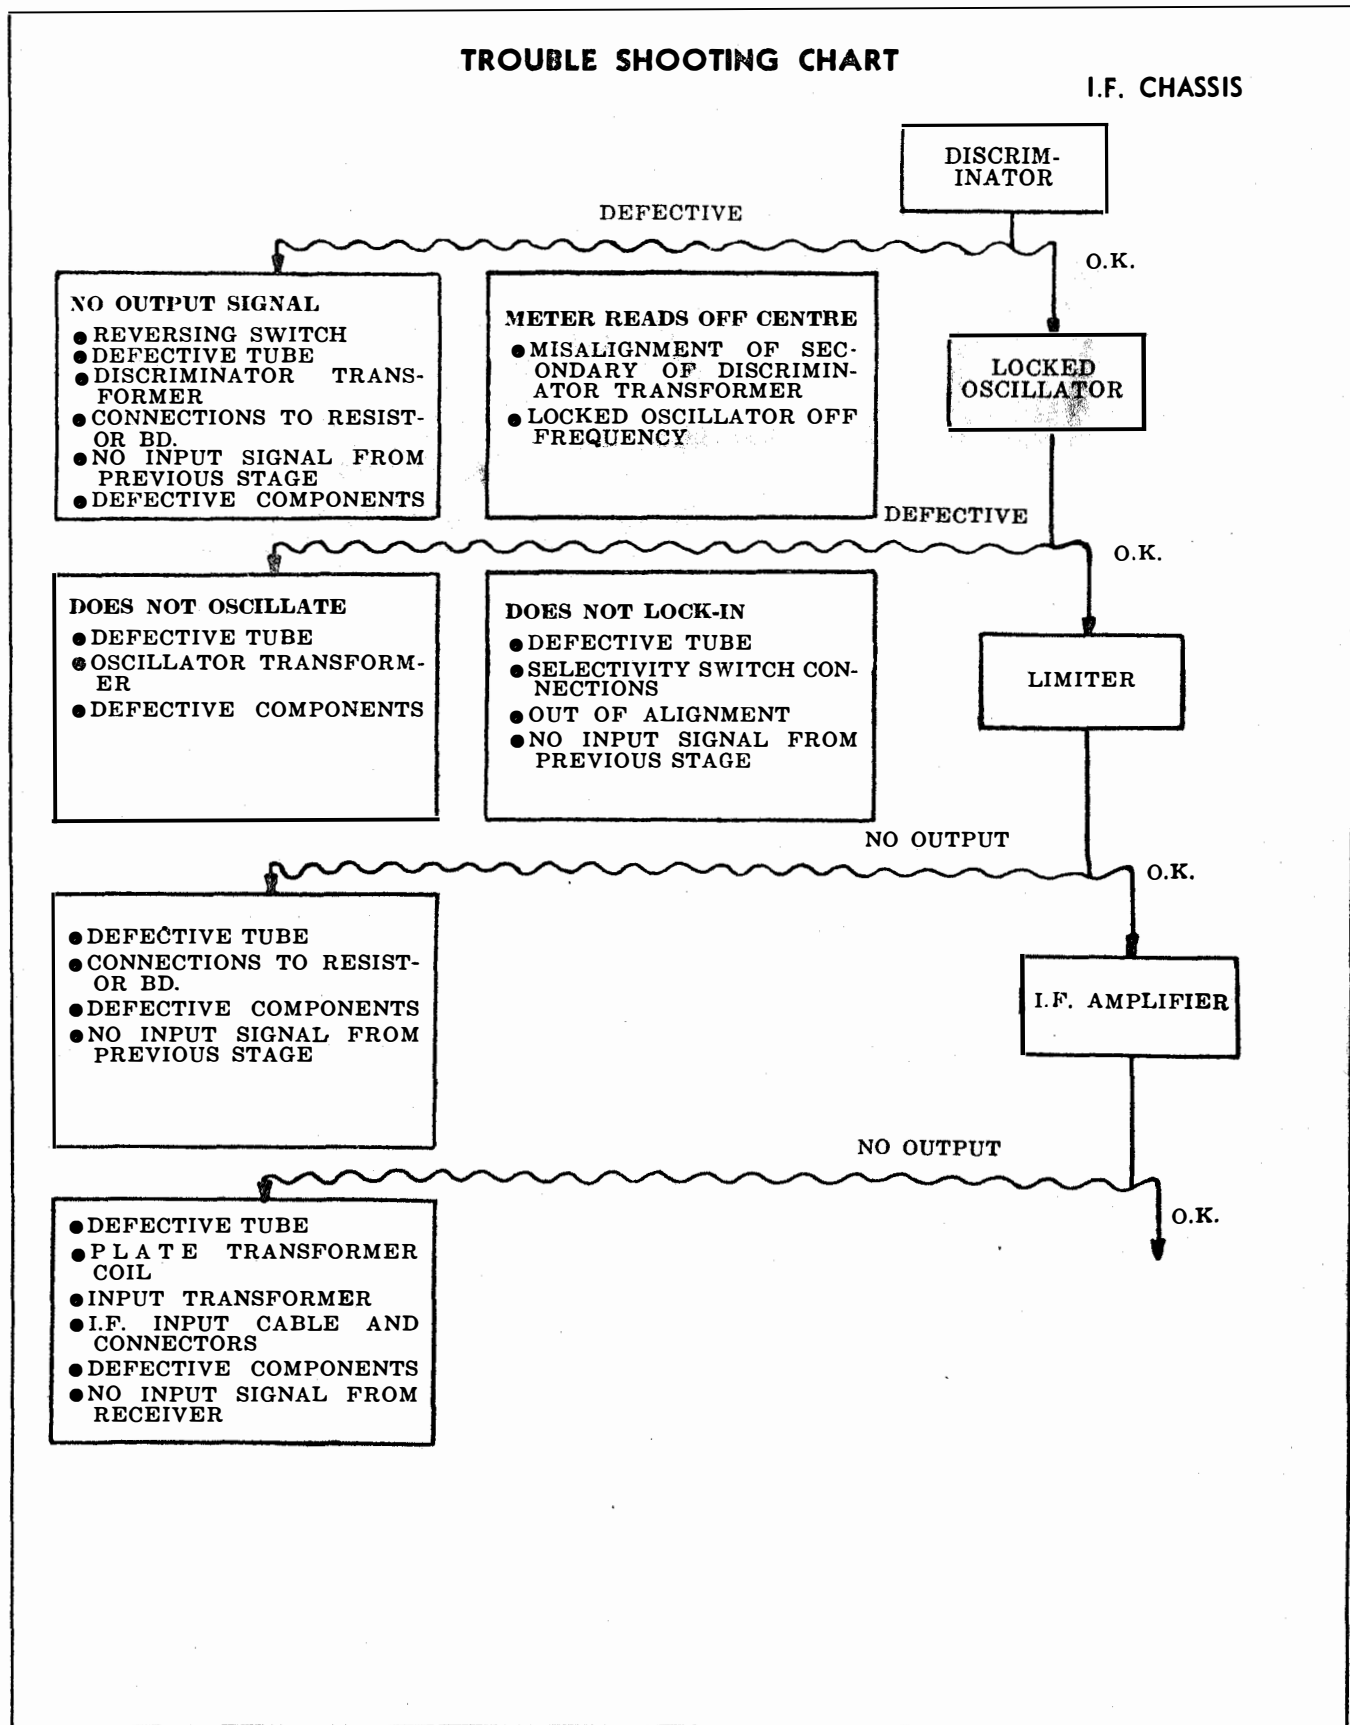 TROUBLE SHOOTING CHART
I.F. CHASSIS
DISCRIM-
INATOR
DEFECTIVE
O.K.
NO OUTPUT SIGNAL
●REVERSING SWITCH
●DEFECTIVE TUBE
●DISCRIMINATOR TRANS-
FORMER
●CONNECTIONS TO RESIST-
OR BD.
●NO INPUT SIGNAL FROM
PREVIOUS STAGE
●DEFECTIVE COMPONENTS
METER READS OFF CENTRE
●MISALIGNMENT OF SEC-
ONDARY OF DISCRIMIN-
ATOR TRANSFORMER
●LOCKED OSCILLATOR OFF
FREQUENCY
LOCKED
OSCILLATOR
DEFECTIVE
O.K.
DOES NOT OSCILLATE
●DEFECTIVE TUBE
●OSCILLATOR TRANSFORM-
ER
●DEFECTIVE COMPONENTS
DOES NOT LOCK-IN
●DEFECTIVE TUBE
●SELECTIVITY SWITCH CON-
NECTIONS
●OUT OF ALIGNMENT
●NO INPUT SIGNAL FROM
PREVIOUS STAGE
LIMITER
NO OUTPUT
O.K.
●DEFECTIVE TUBE
●CONNECTIONS TO RESIST-
OR BD.
●DEFECTIVE COMPONENTS
●NO INPUT SIGNAL FROM
PREVIOUS STAGE
I.F. AMPLIFIER
NO OUTPUT
O.K.
●DEFECTIVE TUBE
●PLATE TRANSFORMER
COIL
●INPUT TRANSFORMER
●I.F. INPUT CABLE AND
CONNECTORS
●DEFECTIVE COMPONENTS
●NO INPUT SIGNAL FROM
RECEIVER